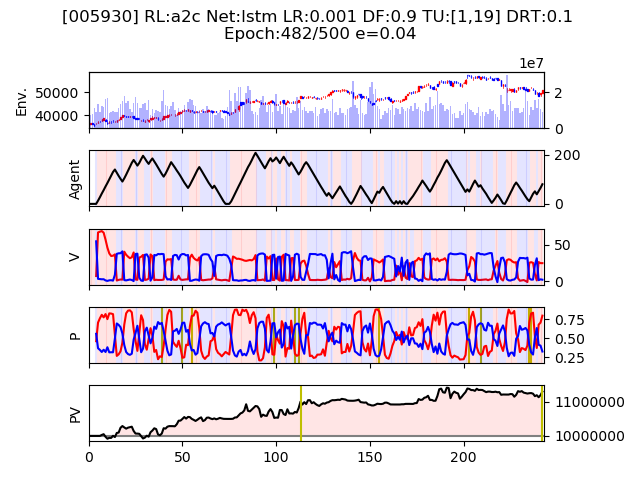 [005930] RL:a2c Net:lstm LR:0.001 DF:0.9 TU:[1,19] DRT:0.1
Epoch:482/500 e=0.04
1e7
Env.
50000
40000
2
0
Agent
200
0
V
50
0
P
0.75
0.50
0.25
PV
11000000
10000000
0 50 100 150 200